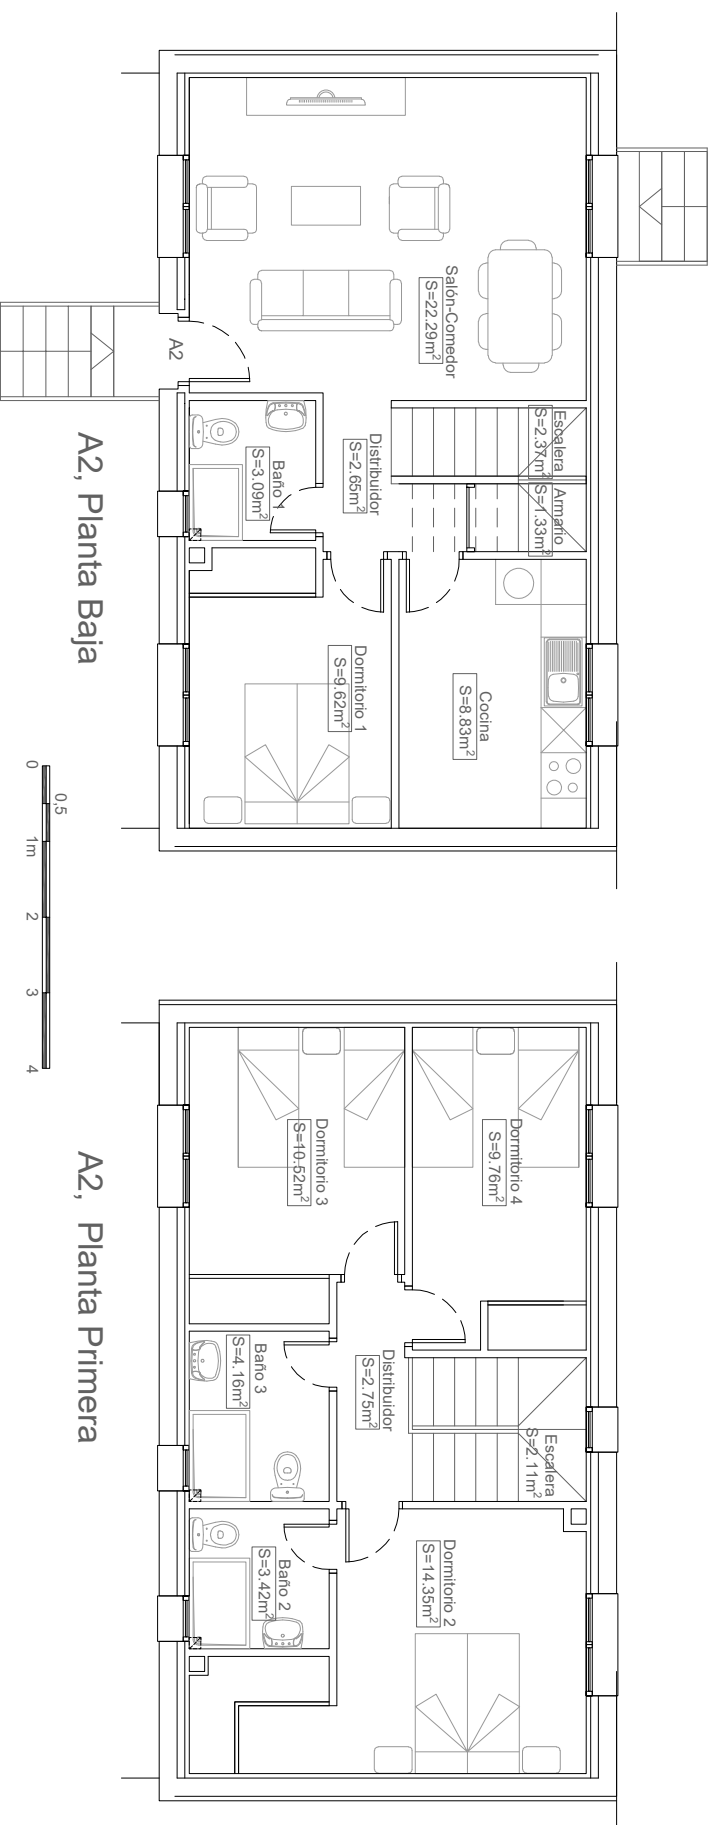 Salón-Comedor
S=22.29m²
A2
Escalera
S=2.37m²
Armario
S=1.33m²
Distribuidor
S=2.65m²
Baño 1
S=3.09m²
Cocina
S=8.83m²
Dormitorio 1
S=9.62m²
A2, Planta Baja
0
0,5
1m
2
3
4
Dormitorio 4
S=9.76m²
Dormitorio 3
S=10.52m²
Distribuidor
S=2.75m²
Baño 3
S=4.16m²
Escalera
S=2.11m²
Dormitorio 2
S=14.35m²
Baño 2
S=3.42m²
A2, Planta Primera